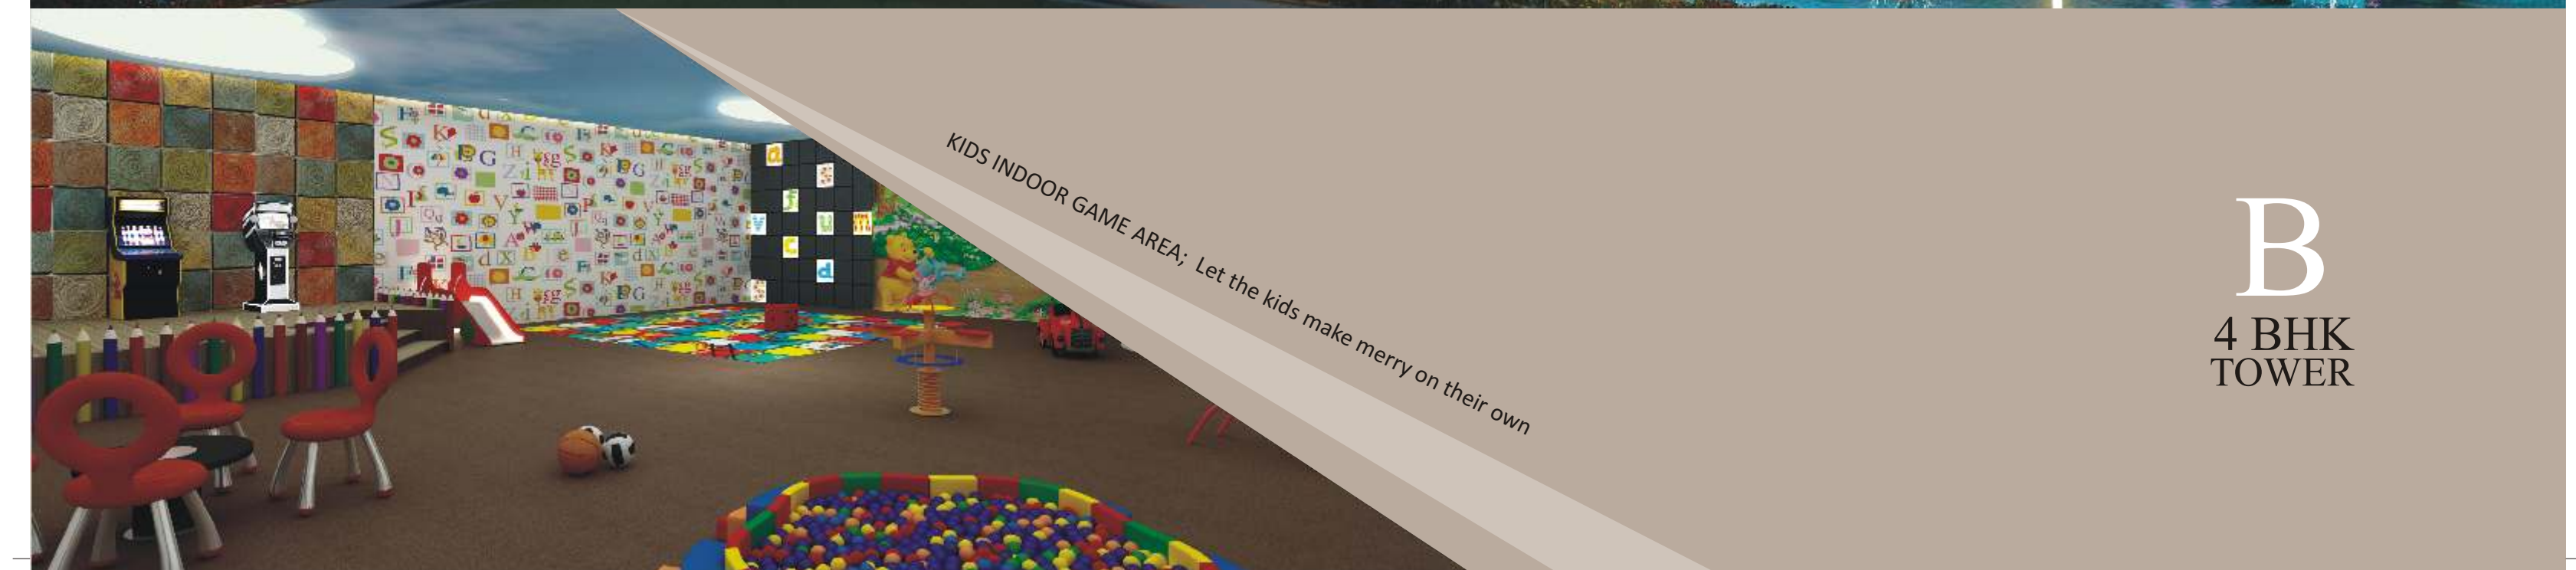 KIDS INDOOR GAME AREA; Let the kids make merry on their own
B
4 BHK
TOWER